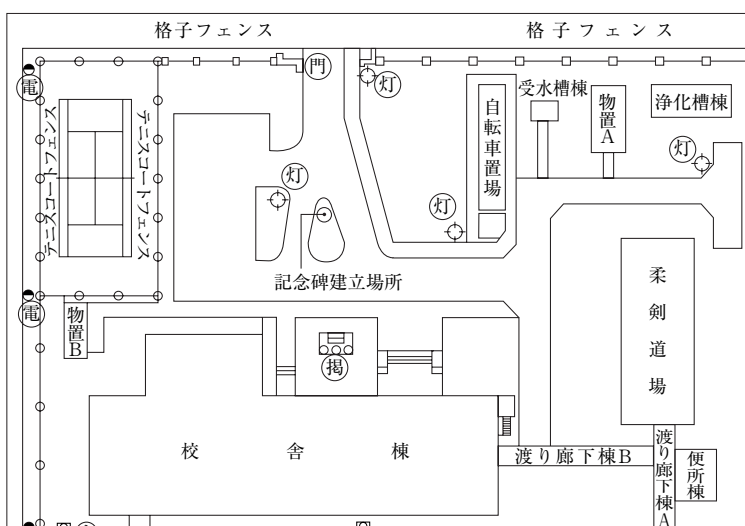 格子フェンス
格子フェンス
門
電
灯
受水槽棟
物置A
浄化槽棟
自転車置場
テニスコートフェンス
テニスコートフェンス
灯
灯
灯
記念碑建立場所
電
物置B
柔剣道場
掲
校舎棟
渡り廊下棟B
渡り廊下棟A
便所棟